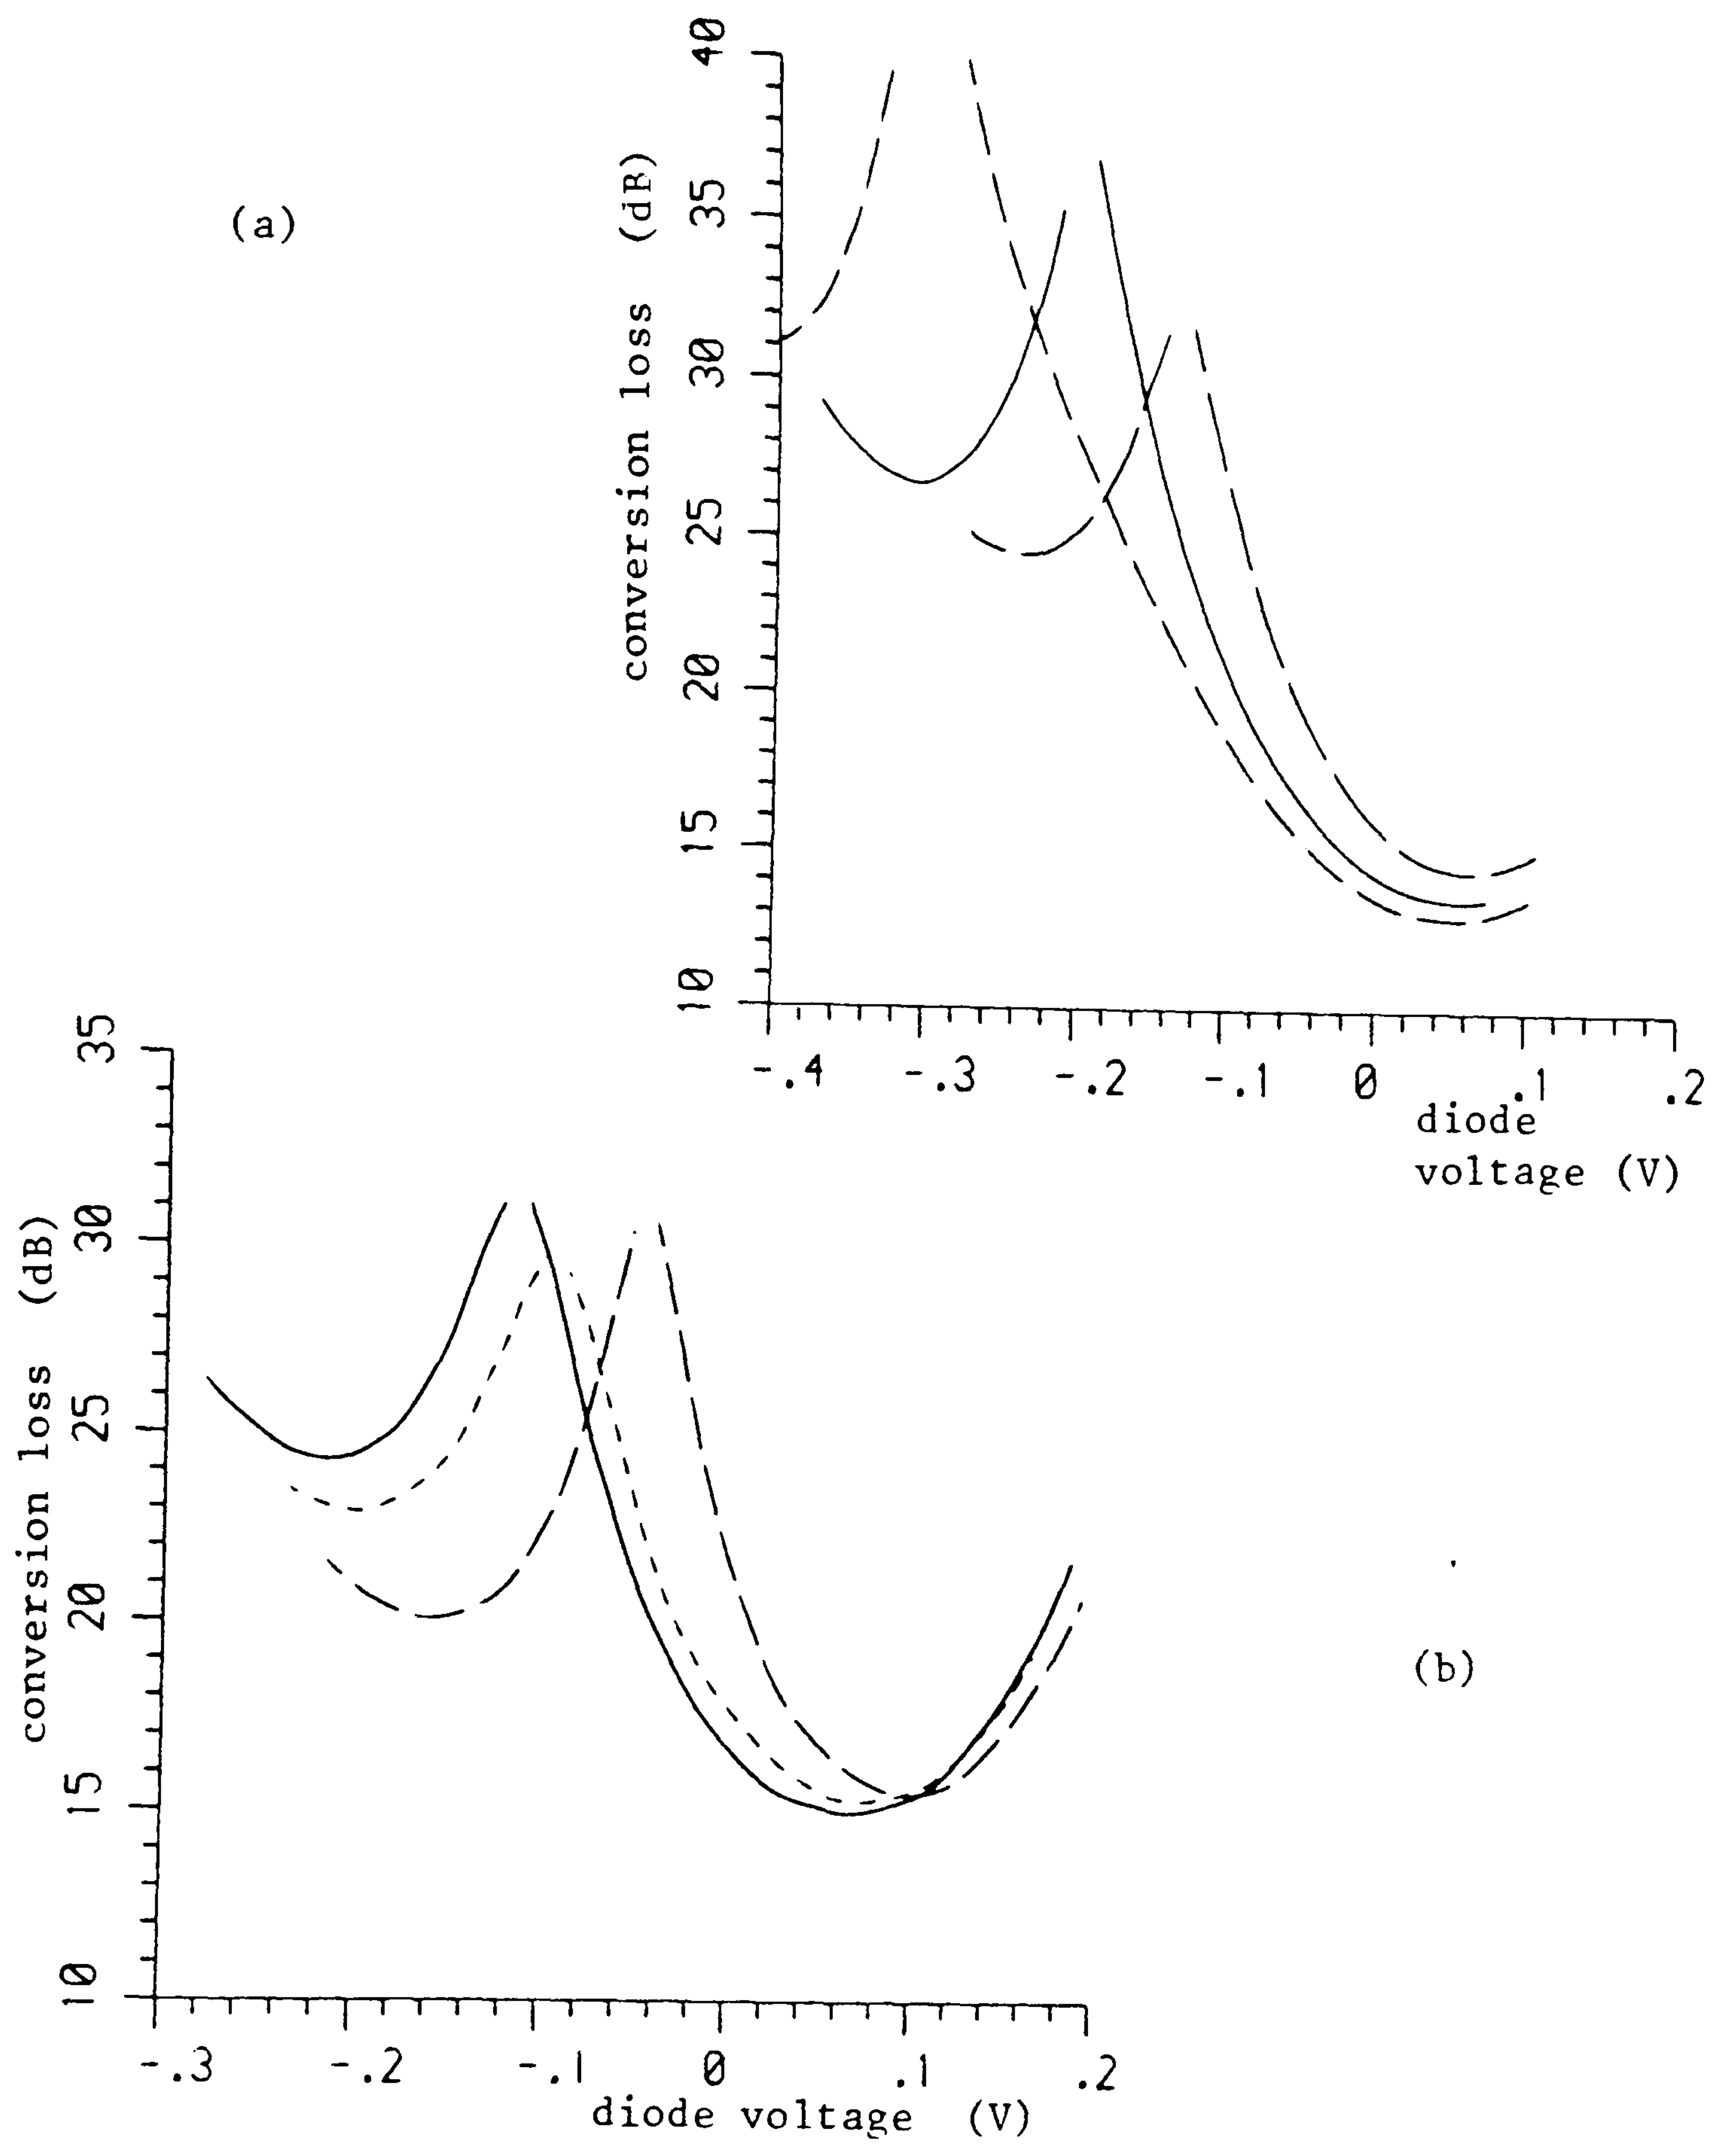 (a)
conversion loss (dB)
40
35
30
25
20
15
10
-.4 -.3 -.2 -.1 0 .1 .2
diode
voltage (V)
conversion loss (dB)
35
30
25
20
15
10
(b)
-.3 -.2 -.1 0 .1 .2
diode voltage (V)